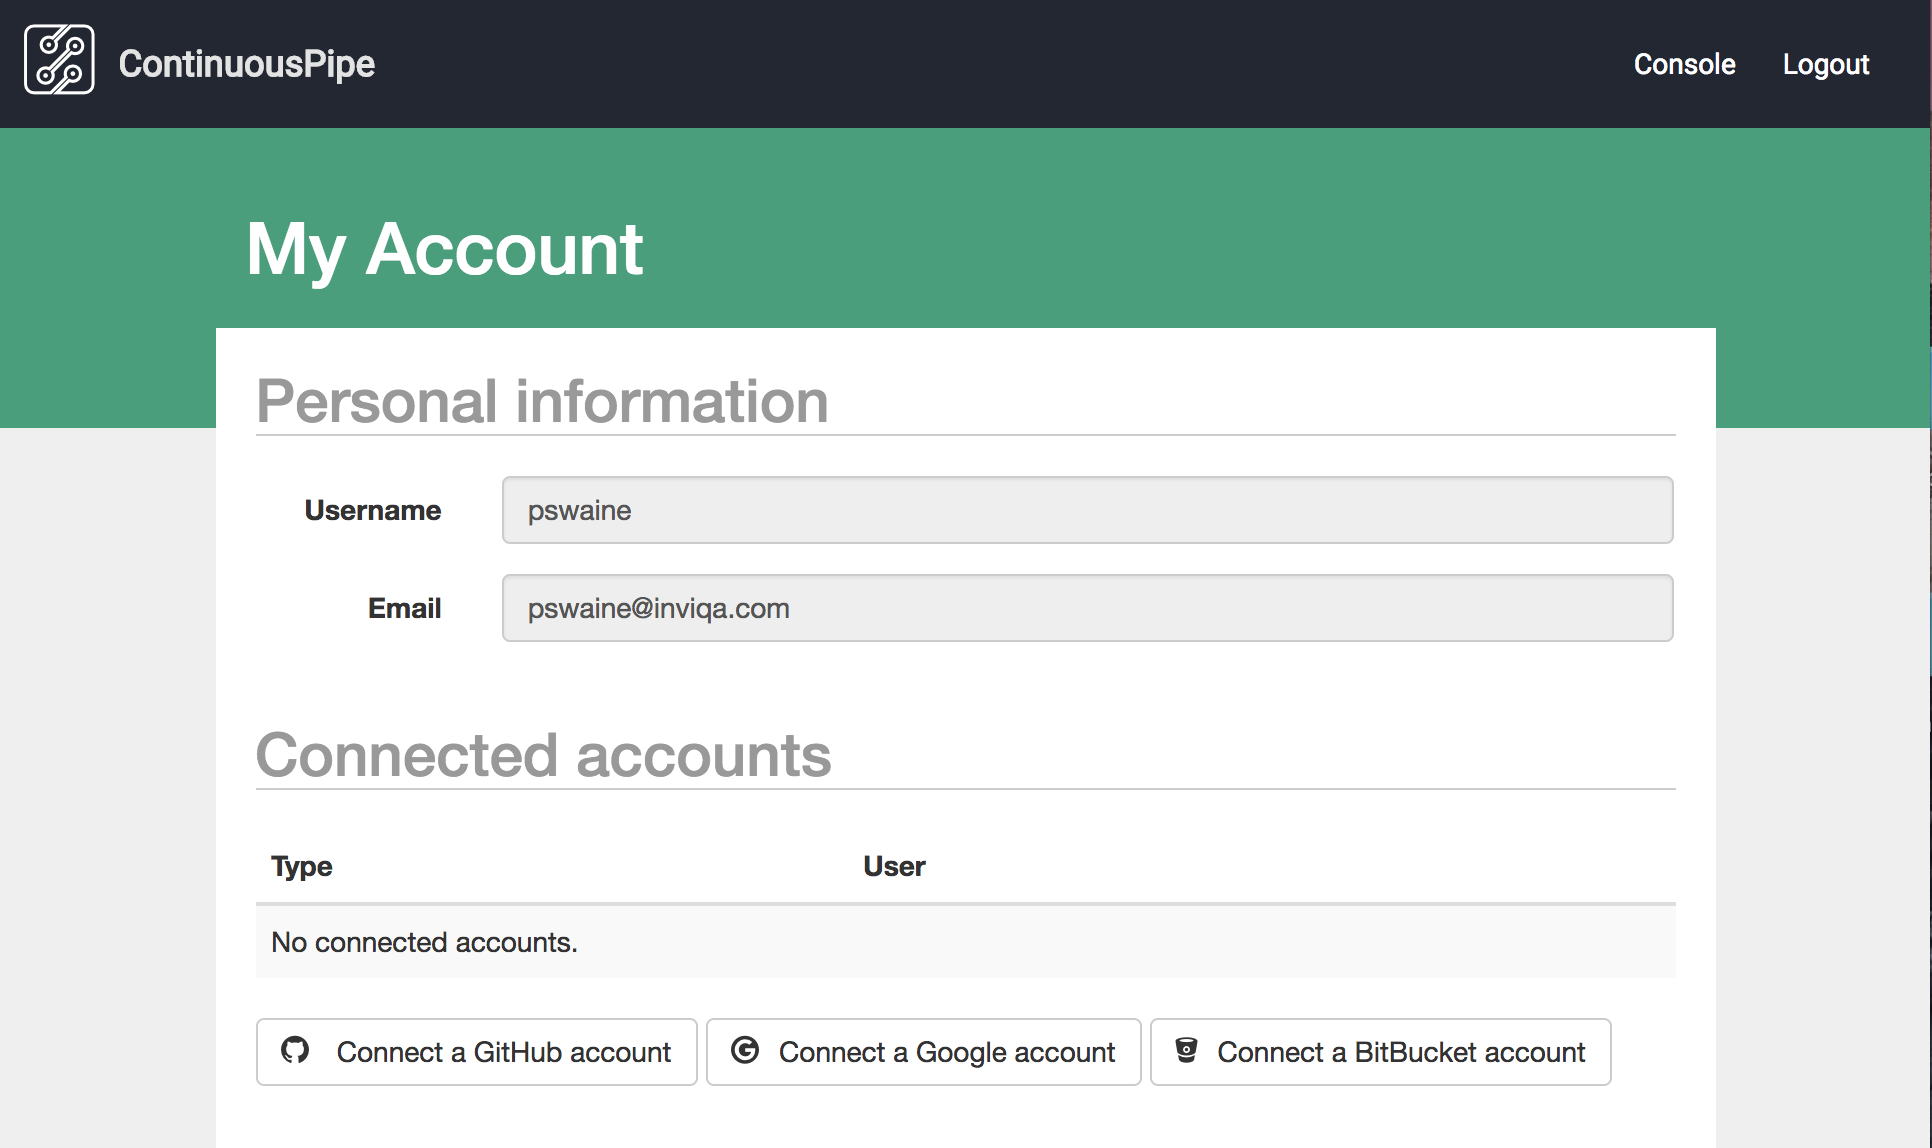 ContinuousPipe
Console
Logout
My Account
Personal information
Username
pswaine
Email
pswaine@inviqa.com
Connected accounts
Type
User
No connected accounts.
Connect a GitHub account
Connect a Google account
Connect a BitBucket account